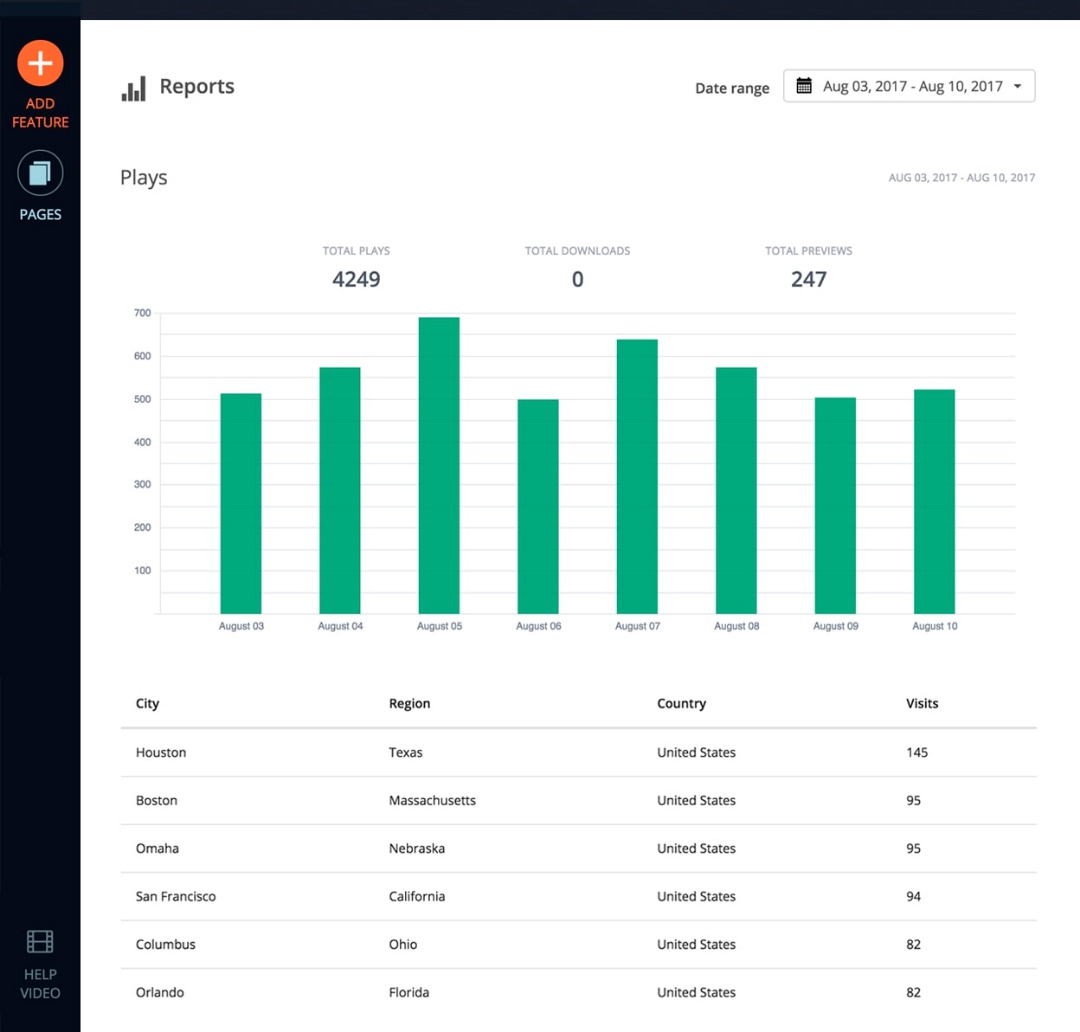 ADD
FEATURE
PAGES
HELP
VIDEO
Reports
Date range Aug 03, 2017 - Aug 10, 2017
Plays AUG 03, 2017 - AUG 10, 2017
TOTAL PLAYS TOTAL DOWNLOADS TOTAL PREVIEWS
4249 0 247
700
600
500
400
300
200
100
August 03 August 04 August 05 August 06 August 07 August 08 August 09 August 10
City Region Country Visits
Houston Texas United States 145
Boston Massachusetts United States 95
Omaha Nebraska United States 95
San Francisco California United States 94
Columbus Ohio United States 82
Orlando Florida United States 82